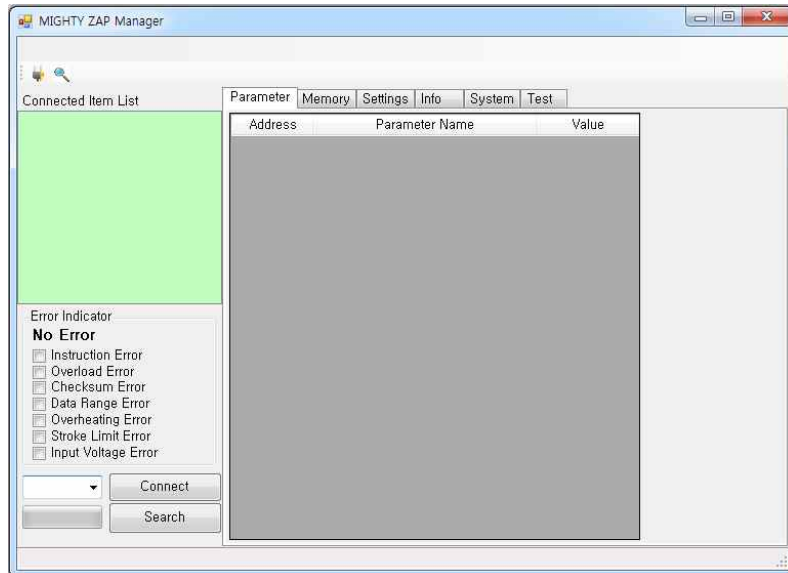 MIGHTY ZAP Manager
Connected Item List
Parameter Memory Settings Info System Test
Address Parameter Name Value
Error Indicator
No Error
Instruction Error
Overload Error
Checksum Error
Data Range Error
Overheating Error
Stroke Limit Error
Input Voltage Error
Connect
Search